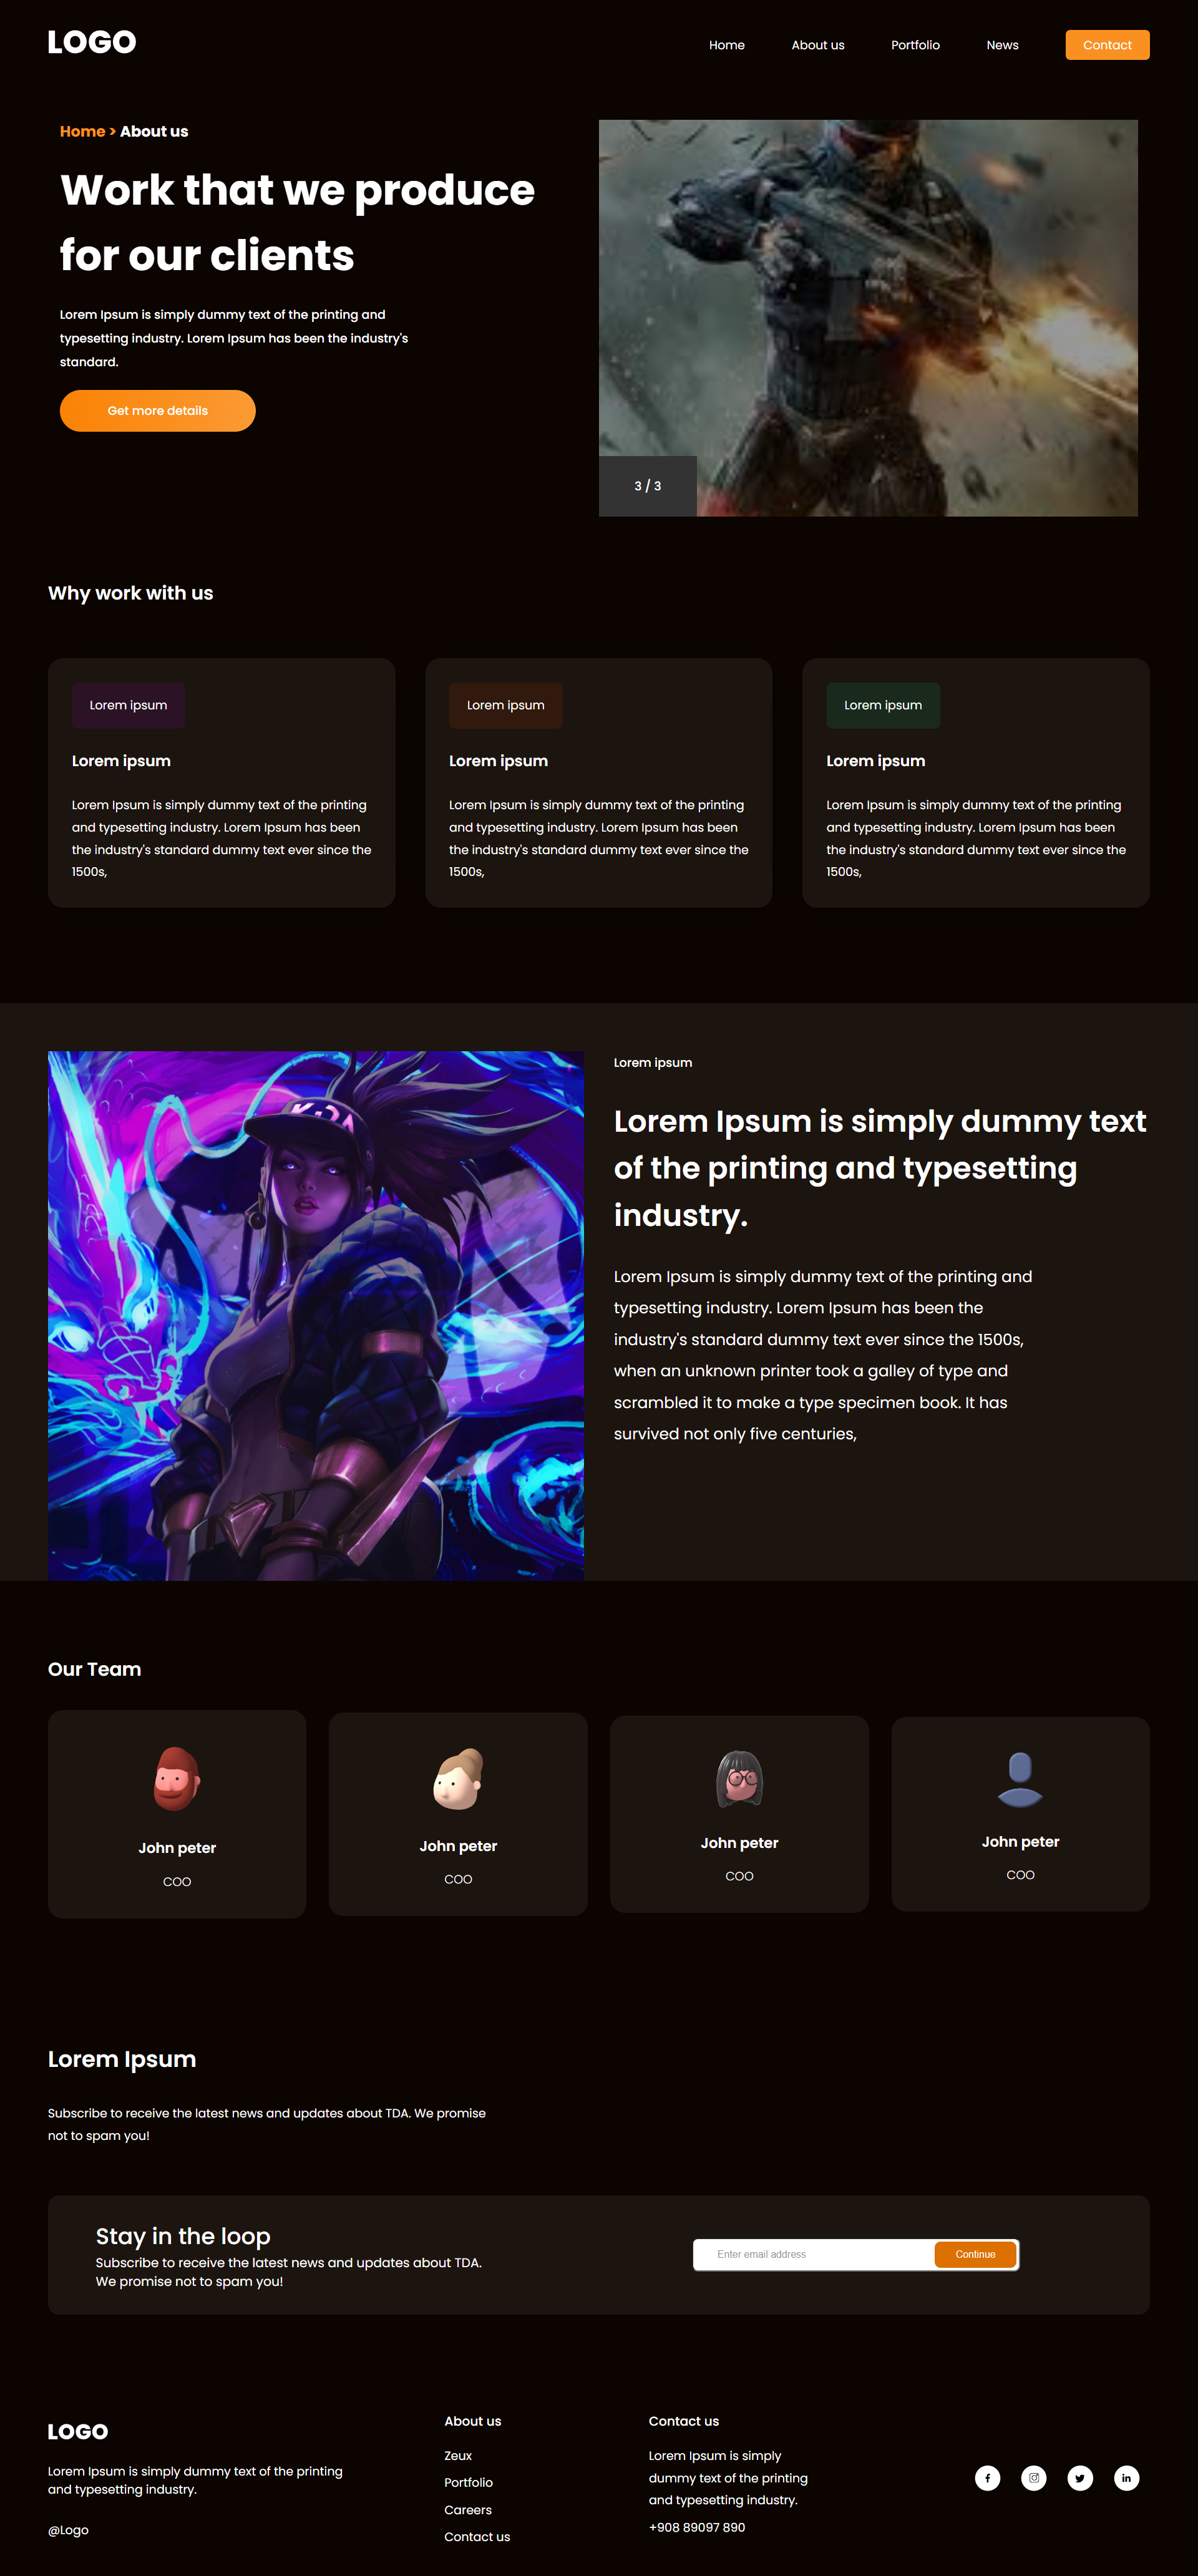 LOGO
Home
About us
Portfolio
News
Contact
Home > About us
Work that we produce
for our clients
Lorem Ipsum is simply dummy text of the printing and
typesetting industry. Lorem Ipsum has been the industry's
standard.
Get more details
3 / 3
Why work with us
Lorem ipsum
Lorem ipsum
Lorem Ipsum is simply dummy text of the printing
and typesetting industry. Lorem Ipsum has been
the industry's standard dummy text ever since the
1500s,
Lorem ipsum
Lorem ipsum
Lorem Ipsum is simply dummy text of the printing
and typesetting industry. Lorem Ipsum has been
the industry's standard dummy text ever since the
1500s,
Lorem ipsum
Lorem ipsum
Lorem Ipsum is simply dummy text of the printing
and typesetting industry. Lorem Ipsum has been
the industry's standard dummy text ever since the
1500s,
K/DA
Lorem ipsum
Lorem Ipsum is simply dummy text
of the printing and typesetting
industry.
Lorem Ipsum is simply dummy text of the printing and
typesetting industry. Lorem Ipsum has been the
industry's standard dummy text ever since the 1500s,
when an unknown printer took a galley of type and
scrambled it to make a type specimen book. It has
survived not only five centuries,
Our Team
John peter
COO
John peter
COO
John peter
COO
John peter
COO
Lorem Ipsum
Subscribe to receive the latest news and updates about TDA. We promise
not to spam you!
Stay in the loop
Subscribe to receive the latest news and updates about TDA.
We promise not to spam you!
Enter email address
Continue
LOGO
Lorem Ipsum is simply dummy text of the printing
and typesetting industry.
@Logo
About us
Zeux
Portfolio
Careers
Contact us
Contact us
Lorem Ipsum is simply
dummy text of the printing
and typesetting industry.
+908 89097 890
f
in